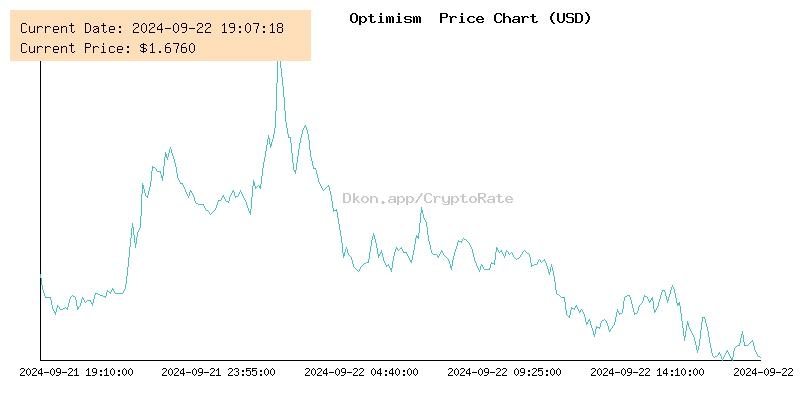 Optimism Price Chart (USD)
Current Date: 2024-09-22 19:07:18
Current Price: $1.6760
Dkon.app/CryptoRate
2024-09-21 19:10:00 2024-09-21 23:55:00 2024-09-22 04:40:00 2024-09-22 09:25:00 2024-09-22 14:10:00 2024-09-22